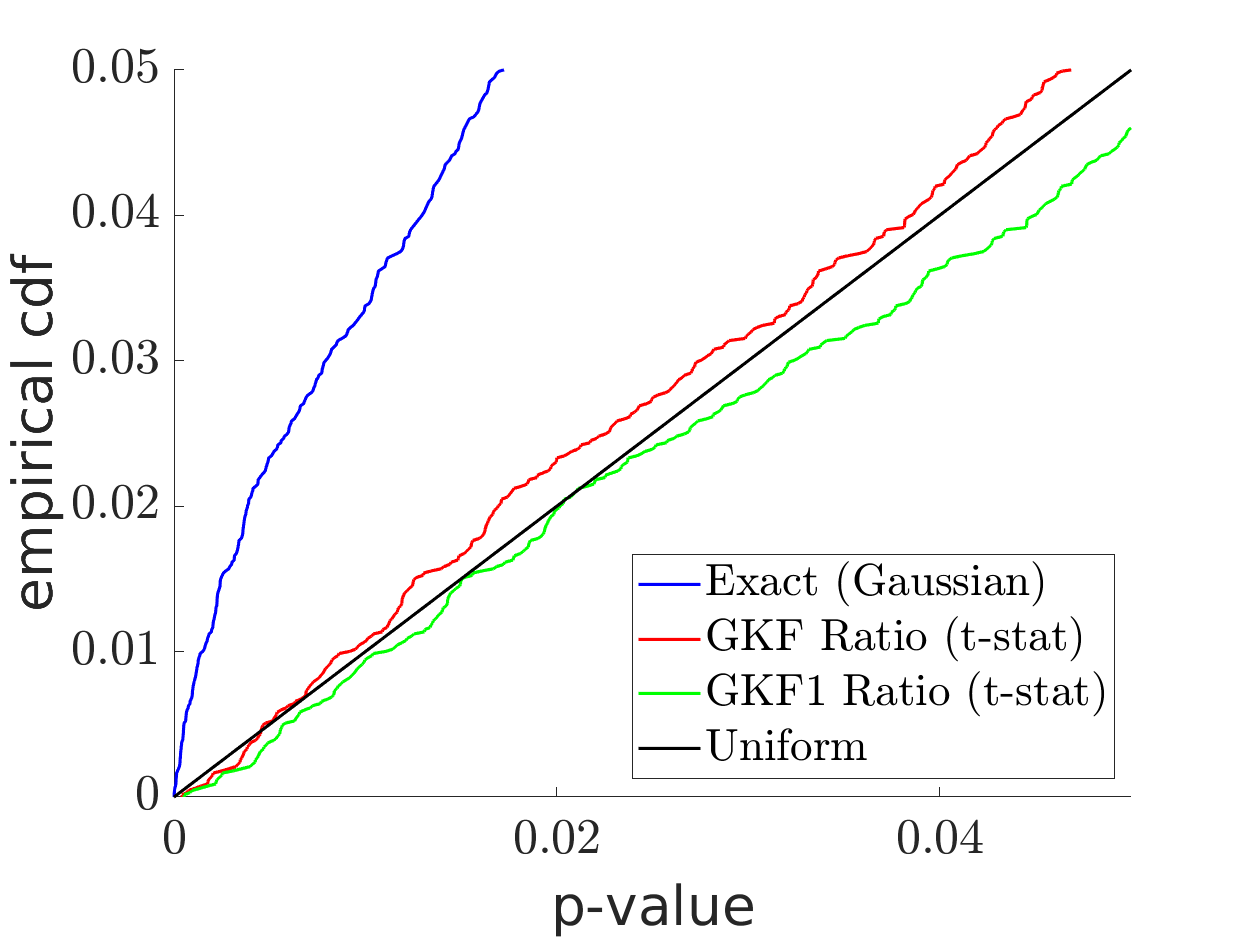 0.05
0.04
0.03
0.02
0.01
0
empirical cdf
Exact (Gaussian)
GKF Ratio (t-stat)
GKF1 Ratio (t-stat)
Uniform
0
0.02
0.04
p-value